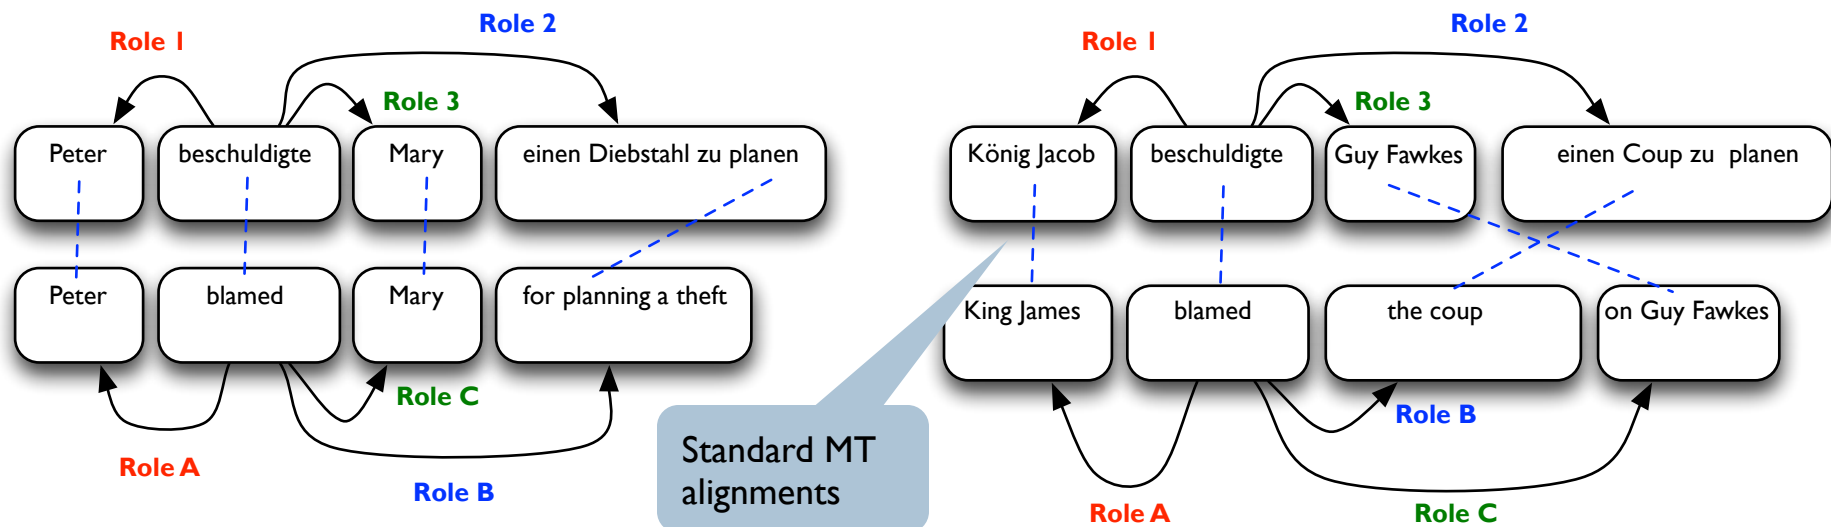 Role 2
Role 1
Role 3
Peter beschuldigte Mary einen Diebstahl zu planen
Peter blamed Mary for planning a theft
Role C
Role A
Role B
Standard MT
alignments
Role 2
Role 1
Role 3
König Jacob beschuldigte Guy Fawkes einen Coup zu planen
King James blamed the coup on Guy Fawkes
Role B
Role A
Role C